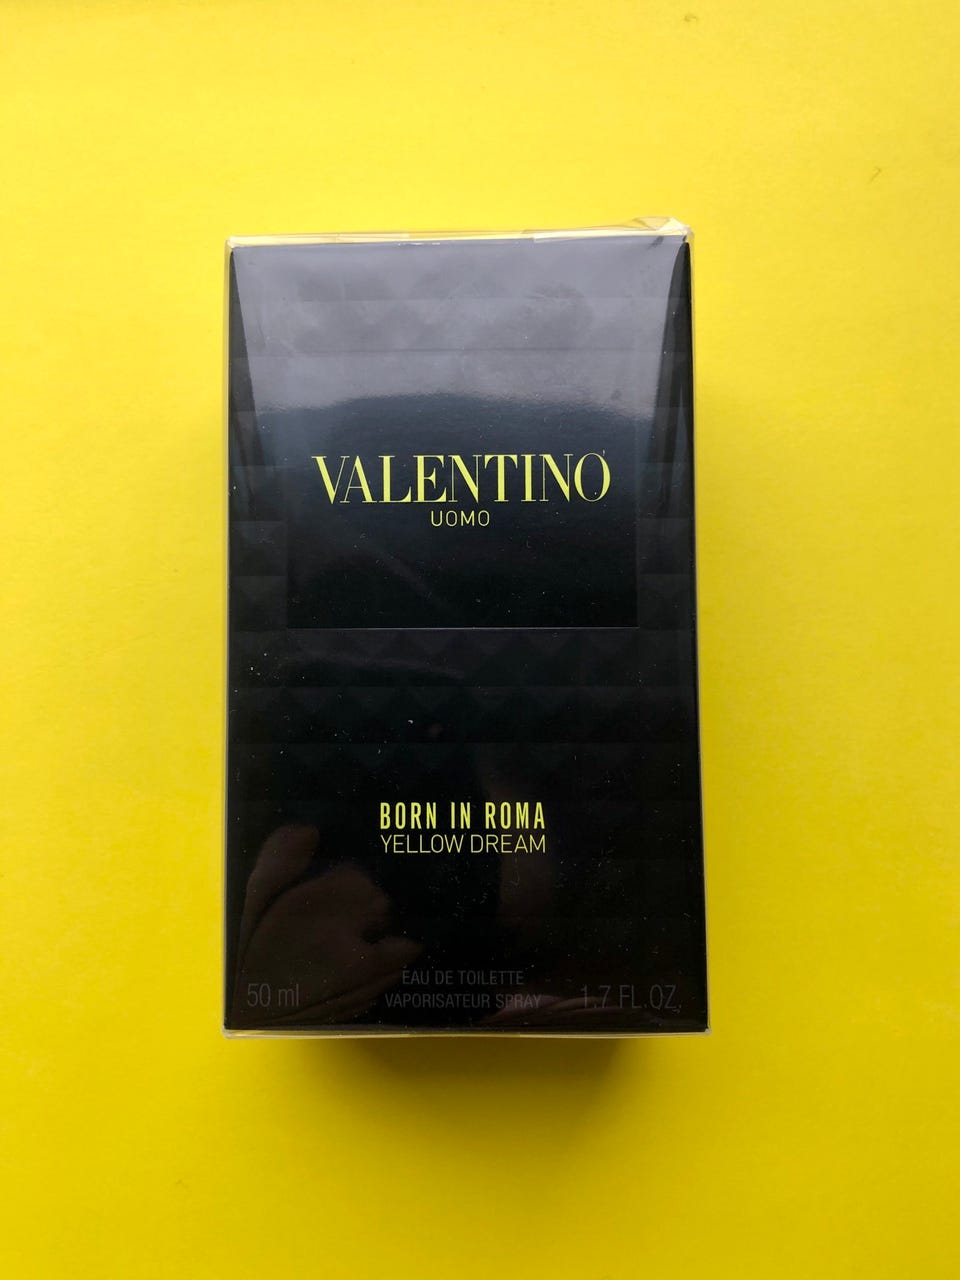 VALENTINO
UOMO
BORN IN ROMA
YELLOW DREAM
EAU DE TOILETTE
50 ml VAPORISATEUR SPRAY 1.7 FL.OZ.